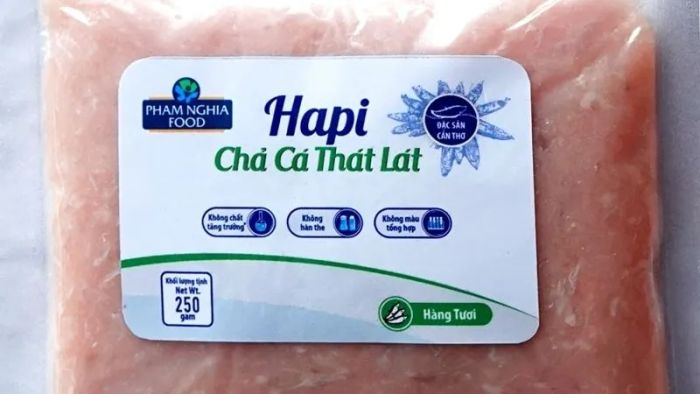 PHAM NGHIA
FOOD
Hapi
Chả Cá Thát Lát
ĐẶC SẢN
CẦN THƠ
Không chất
tăng trưởng*
Không
hàn the
Không màu
tổng hợp
Khối lượng tịnh
Net Wt.
250
gam
Hàng Tươi